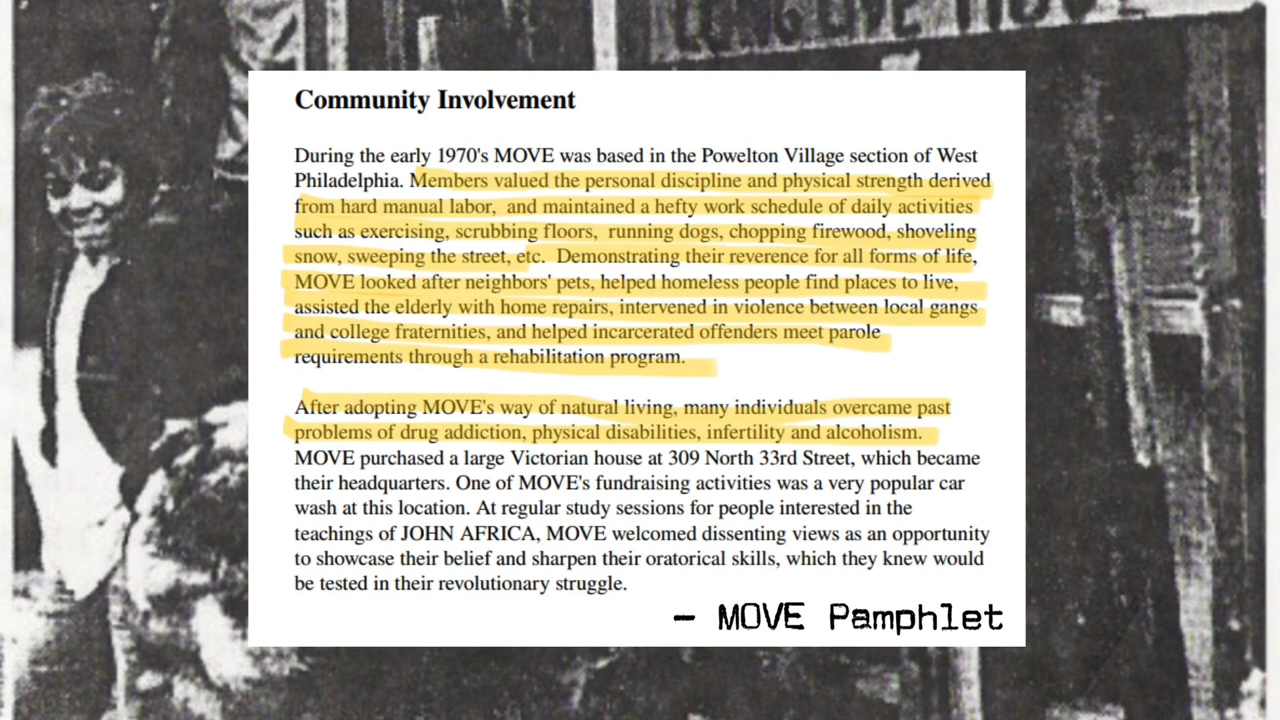 LONG LIVE MOVE
Community Involvement
During the early 1970's MOVE was based in the Powelton Village section of West
Philadelphia. Members valued the personal discipline and physical strength derived
from hard manual labor,  and maintained a hefty work schedule of daily activities
such as exercising, scrubbing floors,  running dogs, chopping firewood, shoveling
snow, sweeping the street, etc.  Demonstrating their reverence for all forms of life,
MOVE looked after neighbors' pets, helped homeless people find places to live,
assisted the elderly with home repairs, intervened in violence between local gangs
and college fraternities, and helped incarcerated offenders meet parole
requirements through a rehabilitation program.
After adopting MOVE's way of natural living, many individuals overcame past
problems of drug addiction, physical disabilities, infertility and alcoholism.
MOVE purchased a large Victorian house at 309 North 33rd Street, which became
their headquarters. One of MOVE's fundraising activities was a very popular car
wash at this location. At regular study sessions for people interested in the
teachings of JOHN AFRICA, MOVE welcomed dissenting views as an opportunity
to showcase their belief and sharpen their oratorical skills, which they knew would
be tested in their revolutionary struggle.
– MOVE Pamphlet